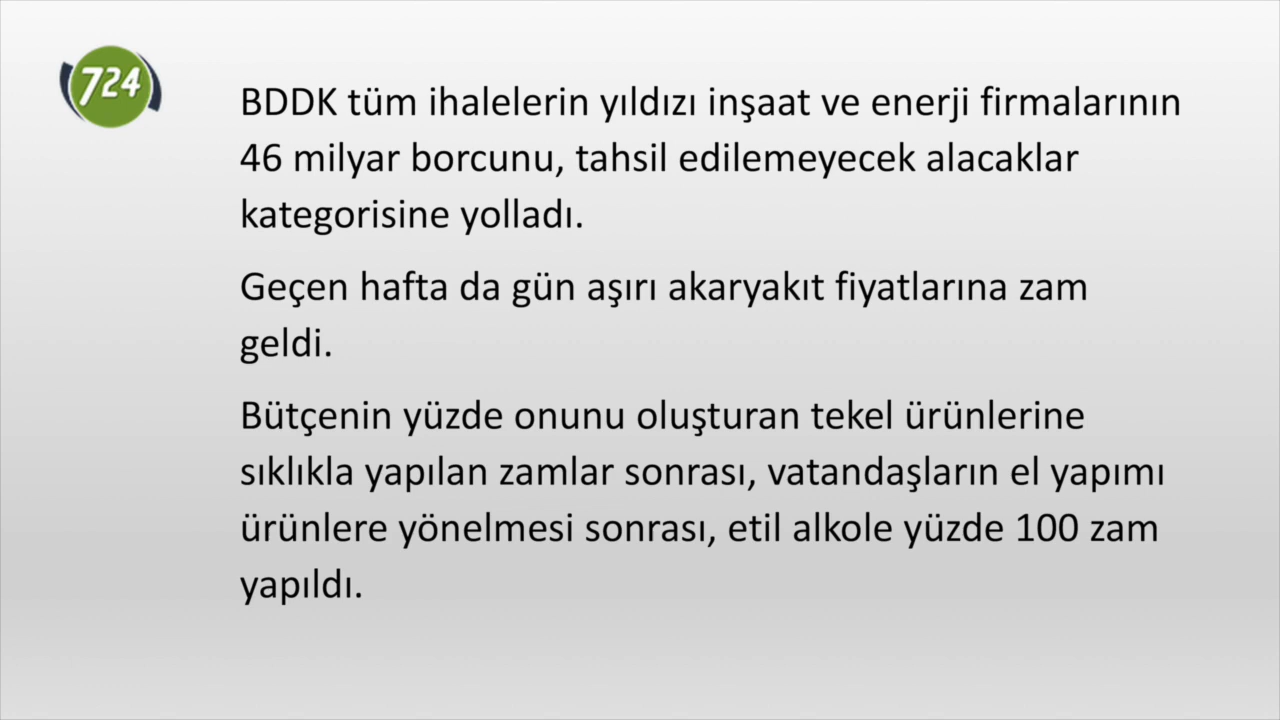 724
BDDK tüm ihalelerin yıldızı inşaat ve enerji firmalarının
46 milyar borcunu, tahsil edilemeyecek alacaklar
kategorisine yolladı.
Geçen hafta da gün aşırı akaryakıt fiyatlarına zam
geldi.
Bütçenin yüzde onunu oluşturan tekel ürünlerine
sıklıkla yapılan zamlar sonrası, vatandaşların el yapımı
ürünlere yönelmesi sonrası, etil alkole yüzde 100 zam
yapıldı.